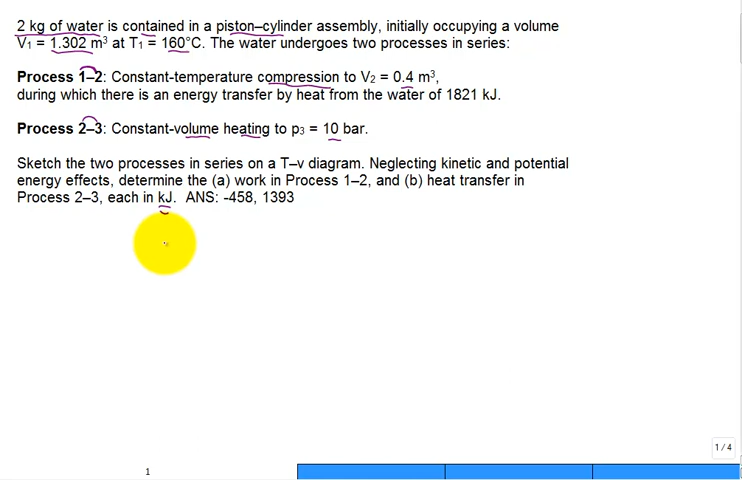 2 kg of water is contained in a piston–cylinder assembly, initially occupying a volume
V₁ = 1.302 m³ at T₁ = 160°C. The water undergoes two processes in series:
Process 1–2: Constant-temperature compression to V₂ = 0.4 m³,
during which there is an energy transfer by heat from the water of 1821 kJ.
Process 2–3: Constant-volume heating to p₃ = 10 bar.
Sketch the two processes in series on a T–v diagram. Neglecting kinetic and potential
energy effects, determine the (a) work in Process 1–2, and (b) heat transfer in
Process 2–3, each in kJ. ANS: -458, 1393
1 / 4
1